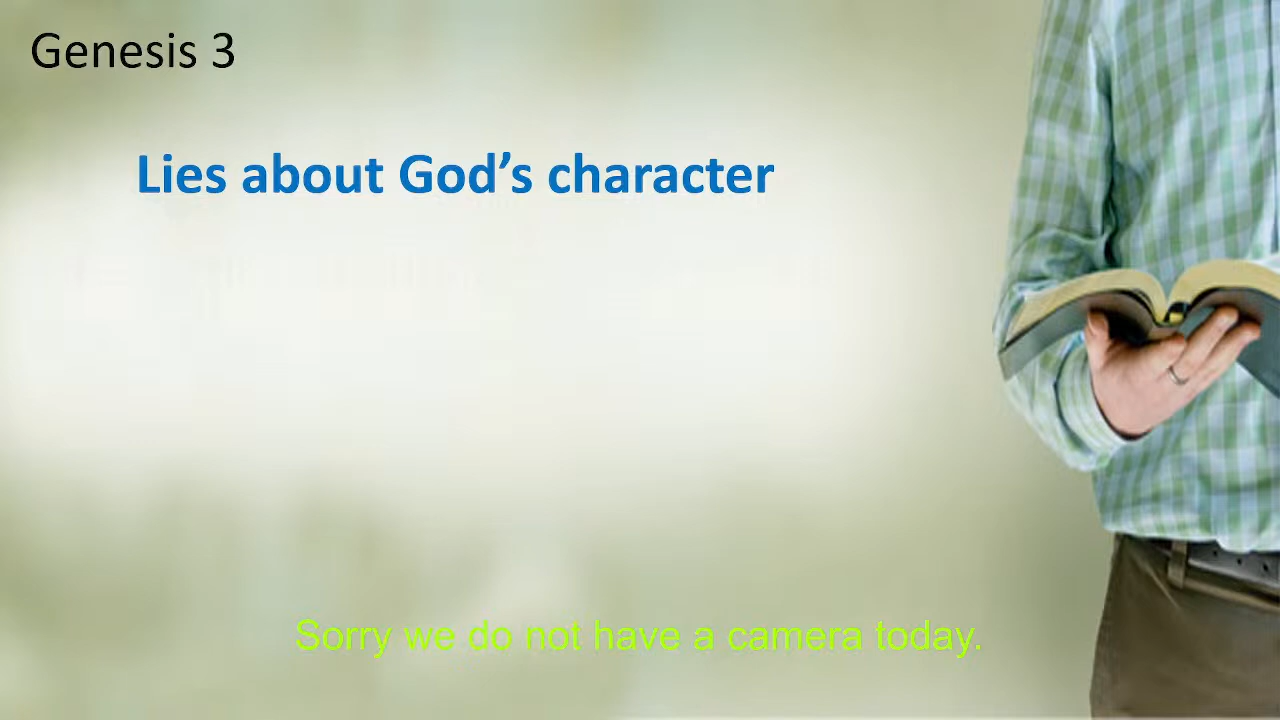 Genesis 3
Lies about God’s character
Sorry we do not have a camera today.